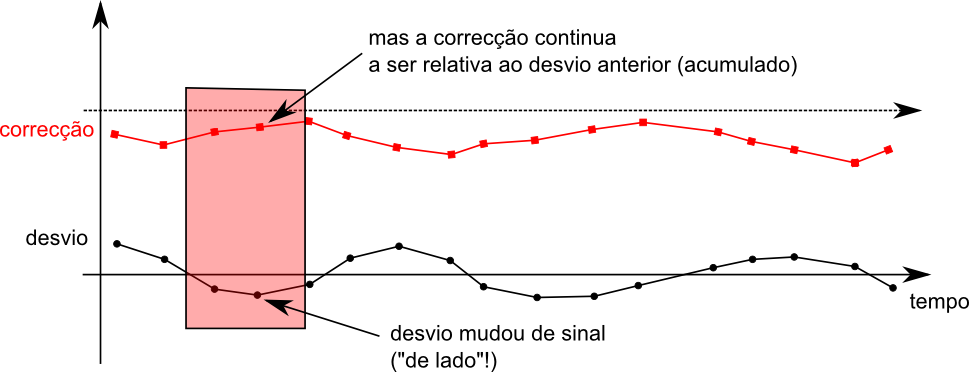 mas a correcção continua
a ser relativa ao desvio anterior (acumulado)
correcção
desvio
tempo
desvio mudou de sinal
("de lado"!)